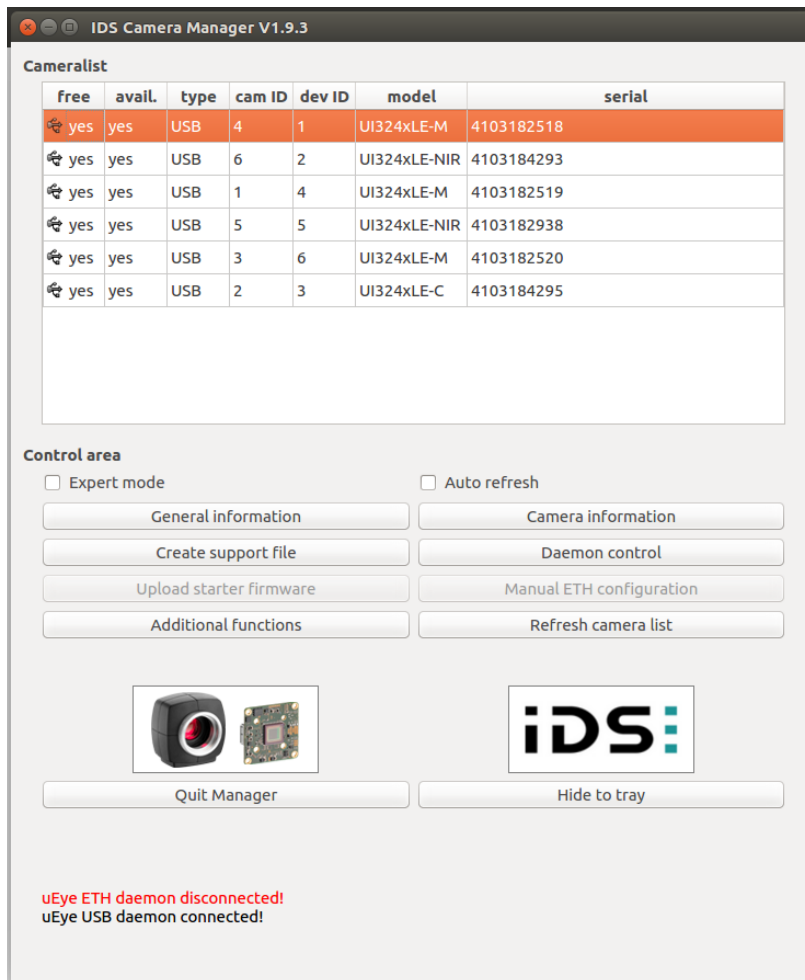 IDS Camera Manager V1.9.3
Cameralist
free avail. type cam ID dev ID model serial
yes yes USB 4 1 UI324xLE-M 4103182518
yes yes USB 6 2 UI324xLE-NIR 4103184293
yes yes USB 1 4 UI324xLE-M 4103182519
yes yes USB 5 5 UI324xLE-NIR 4103182938
yes yes USB 3 6 UI324xLE-M 4103182520
yes yes USB 2 3 UI324xLE-C 4103184295
Control area
Expert mode Auto refresh
General information Camera information
Create support file Daemon control
Upload starter firmware Manual ETH configuration
Additional functions Refresh camera list
iDS
Quit Manager Hide to tray
uEye ETH daemon disconnected!
uEye USB daemon connected!